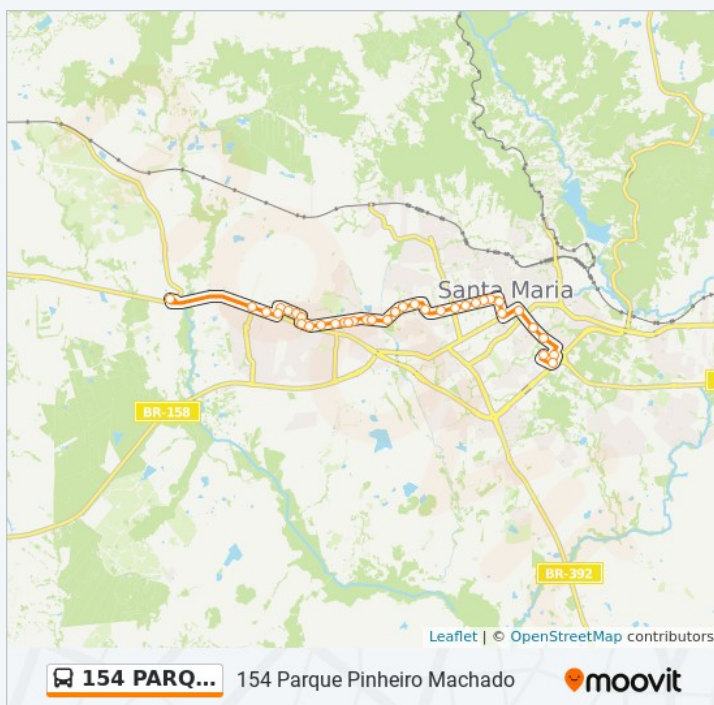 Santa Maria
BR-158
BR-392
Leaflet | © OpenStreetMap contributors
154 PARQ...
154 Parque Pinheiro Machado
moovit